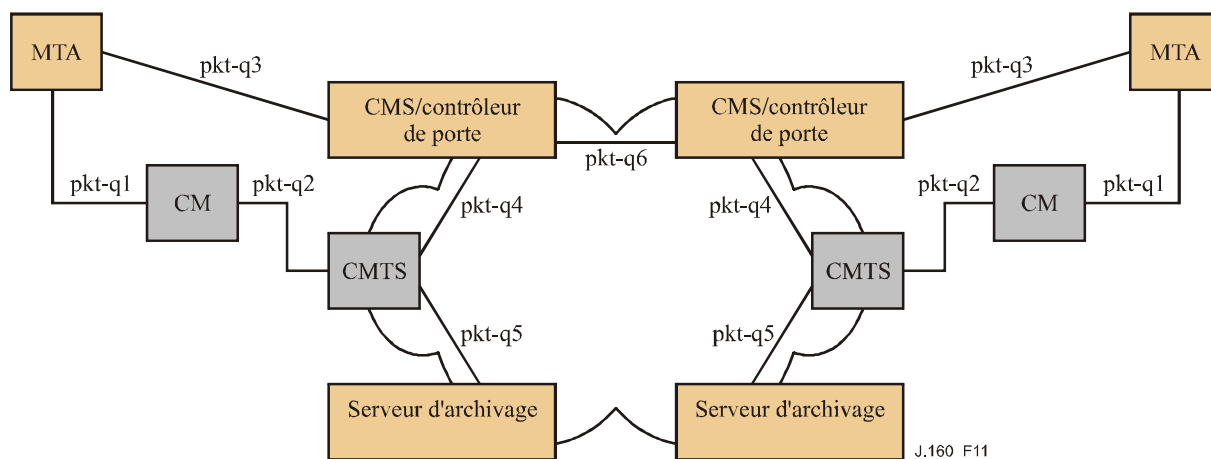 MTA
pkt-q3
pkt-q3
MTA
CMS/contrôleur
de porte
CMS/contrôleur
de porte
pkt-q6
pkt-q1
CM
pkt-q2
pkt-q4
pkt-q4
pkt-q2
CM
pkt-q1
CMTS
CMTS
pkt-q5
pkt-q5
Serveur d'archivage
Serveur d'archivage
J.160_F11